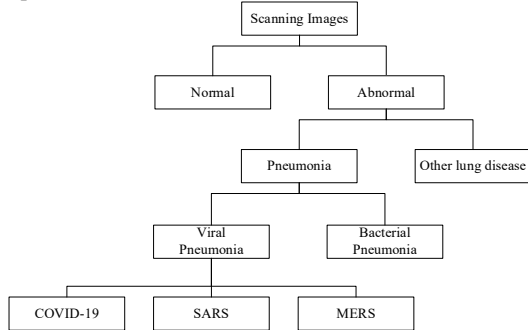 Scanning Images
Normal
Abnormal
Pneumonia
Other lung disease
Viral
Pneumonia
Bacterial
Pneumonia
COVID-19
SARS
MERS